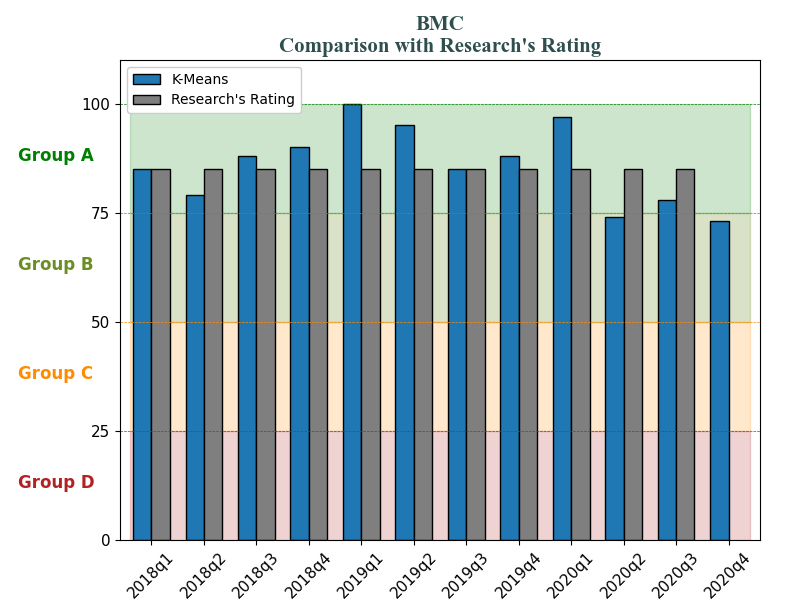 BMC
Comparison with Research's Rating
K-Means
Research's Rating
100
Group A
75
Group B
50
Group C
25
Group D
0
2018q1
2018q2
2018q3
2018q4
2019q1
2019q2
2019q3
2019q4
2020q1
2020q2
2020q3
2020q4